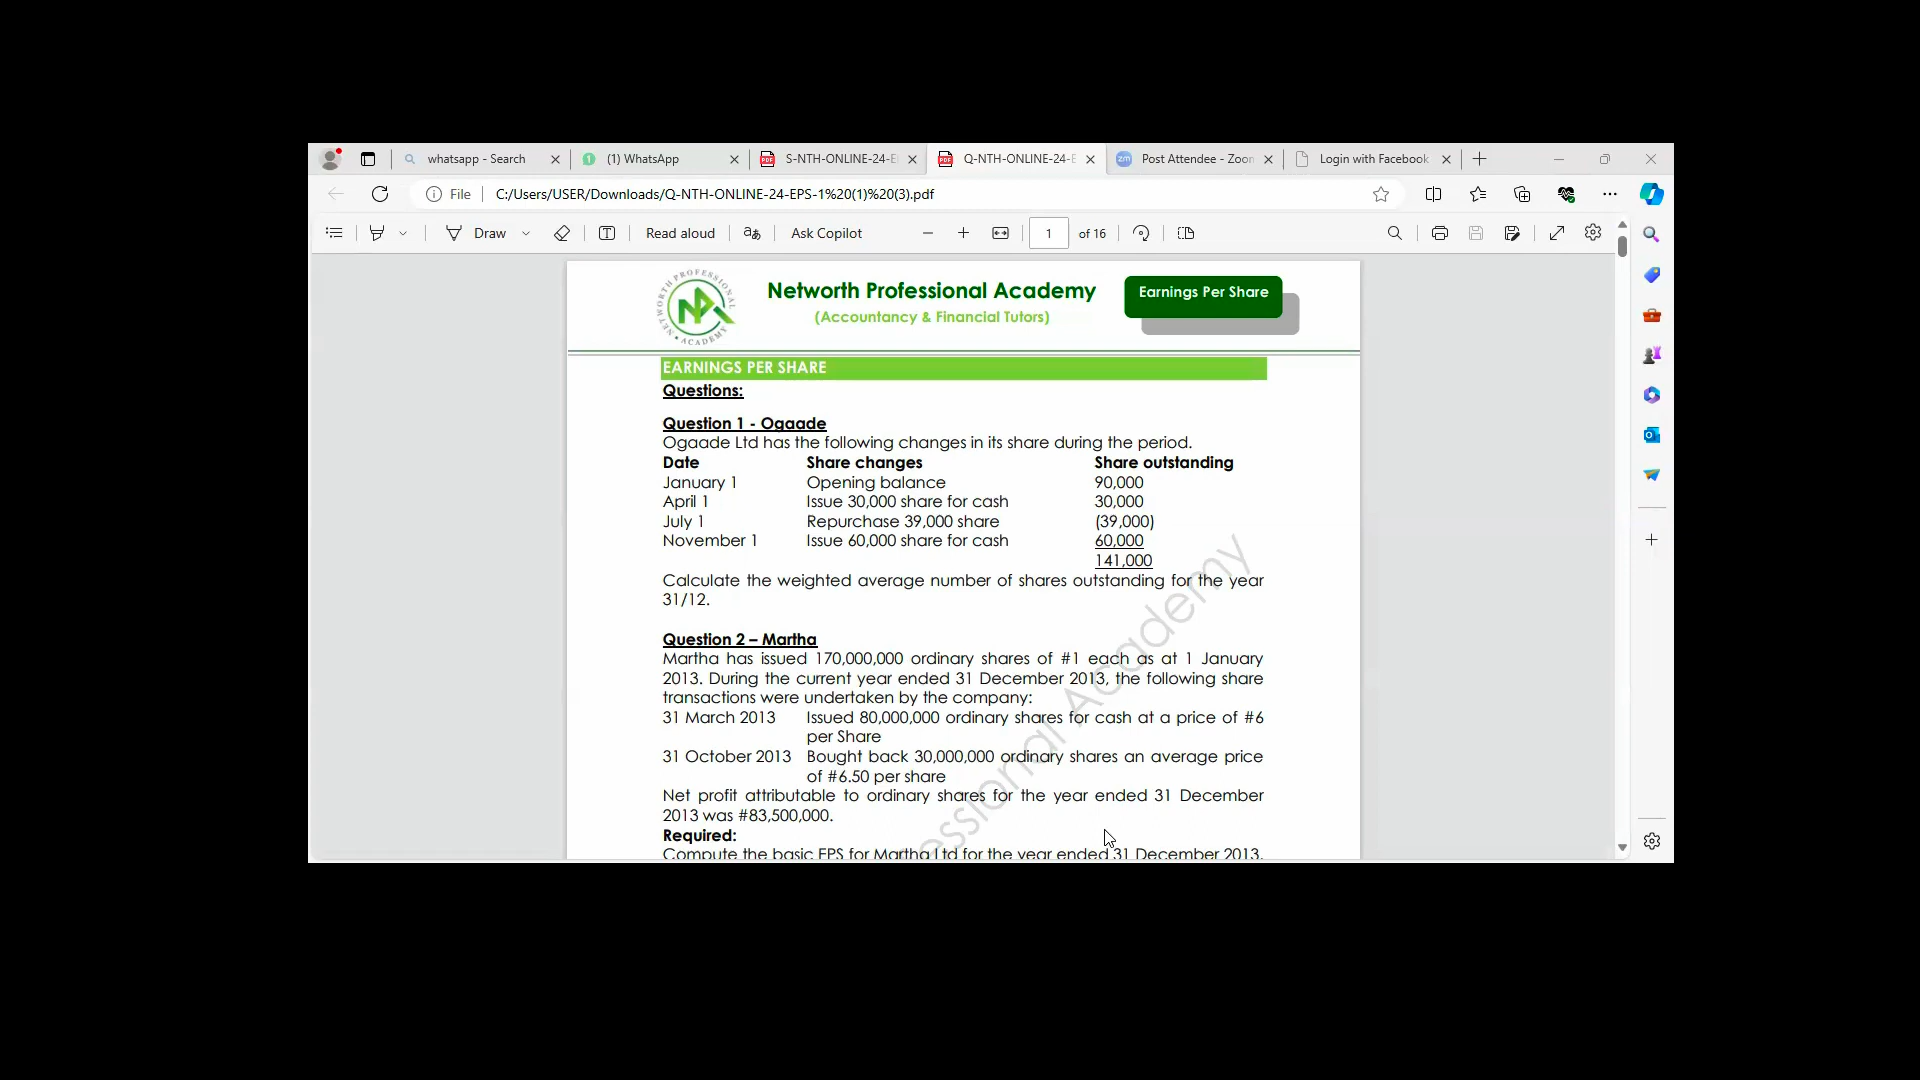 whatsapp - Search
(1) WhatsApp
S-NTH-ONLINE-24-E
Q-NTH-ONLINE-24-E
Post Attendee - Zoon
Login with Facebook
File
C:/Users/USER/Downloads/Q-NTH-ONLINE-24-EPS-1%20(1)%20(3).pdf
Draw
Read aloud
Ask Copilot
1
of 16
Networth Professional Academy
(Accountancy & Financial Tutors)
Earnings Per Share
NETWORTH PROFESSIONAL
ACADEMY
EARNINGS PER SHARE
Questions:
Question 1 - Ogaade
Ogaade Ltd has the following changes in its share during the period.
Date Share changes Share outstanding
January 1 Opening balance 90,000
April 1 Issue 30,000 share for cash 30,000
July 1 Repurchase 39,000 share (39,000)
November 1 Issue 60,000 share for cash 60,000
141,000
Calculate the weighted average number of shares outstanding for the year
31/12.
Question 2 – Martha
Martha has issued 170,000,000 ordinary shares of #1 each as at 1 January
2013. During the current year ended 31 December 2013, the following share
transactions were undertaken by the company:
31 March 2013 Issued 80,000,000 ordinary shares for cash at a price of #6
per Share
31 October 2013 Bought back 30,000,000 ordinary shares an average price
of #6.50 per share
Net profit attributable to ordinary shares for the year ended 31 December
2013 was #83,500,000.
Required:
Compute the basic EPS for Martha Ltd for the year ended 31 December 2013.
essional Academy